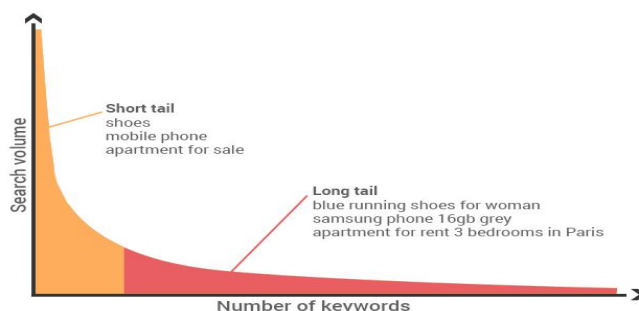 Short tail
shoes
mobile phone
apartment for sale
Search volume
Long tail
blue running shoes for woman
samsung phone 16gb grey
apartment for rent 3 bedrooms in Paris
Number of keywords